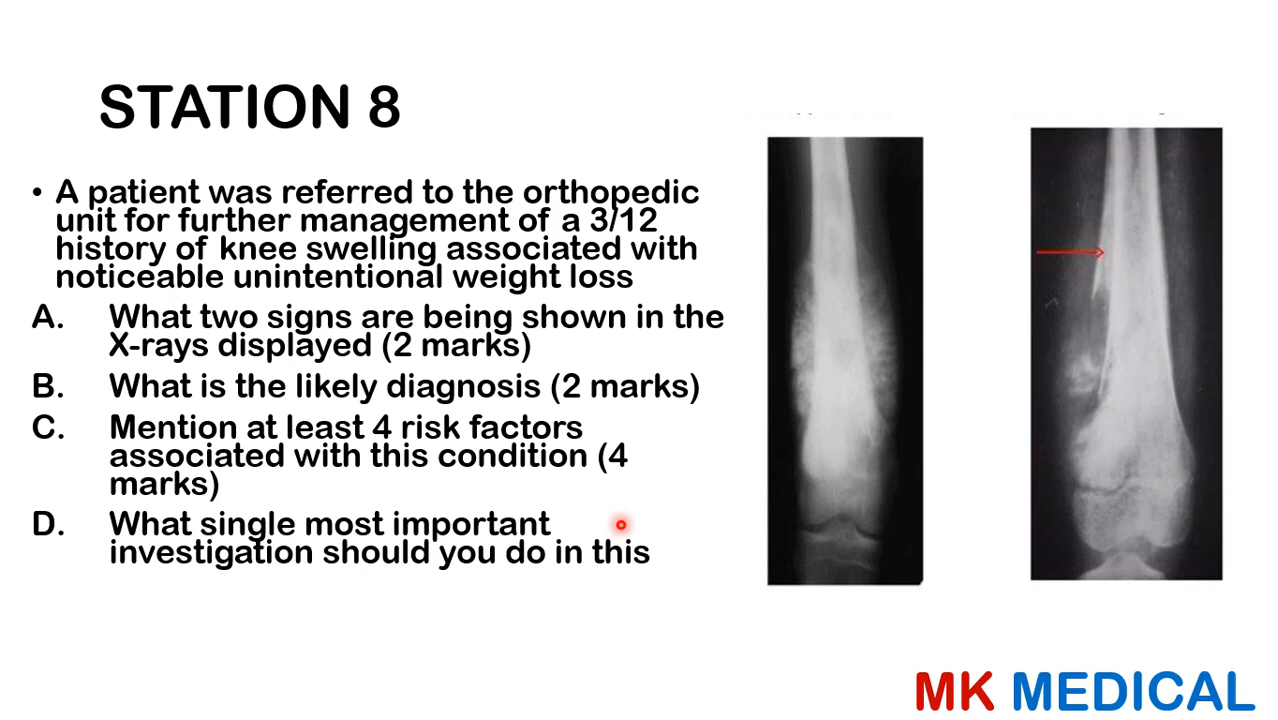 STATION 8
• A patient was referred to the orthopedic
unit for further management of a 3/12
history of knee swelling associated with
noticeable unintentional weight loss
A. What two signs are being shown in the
X-rays displayed (2 marks)
B. What is the likely diagnosis (2 marks)
C. Mention at least 4 risk factors
associated with this condition (4
marks)
D. What single most important
investigation should you do in this
MK MEDICAL